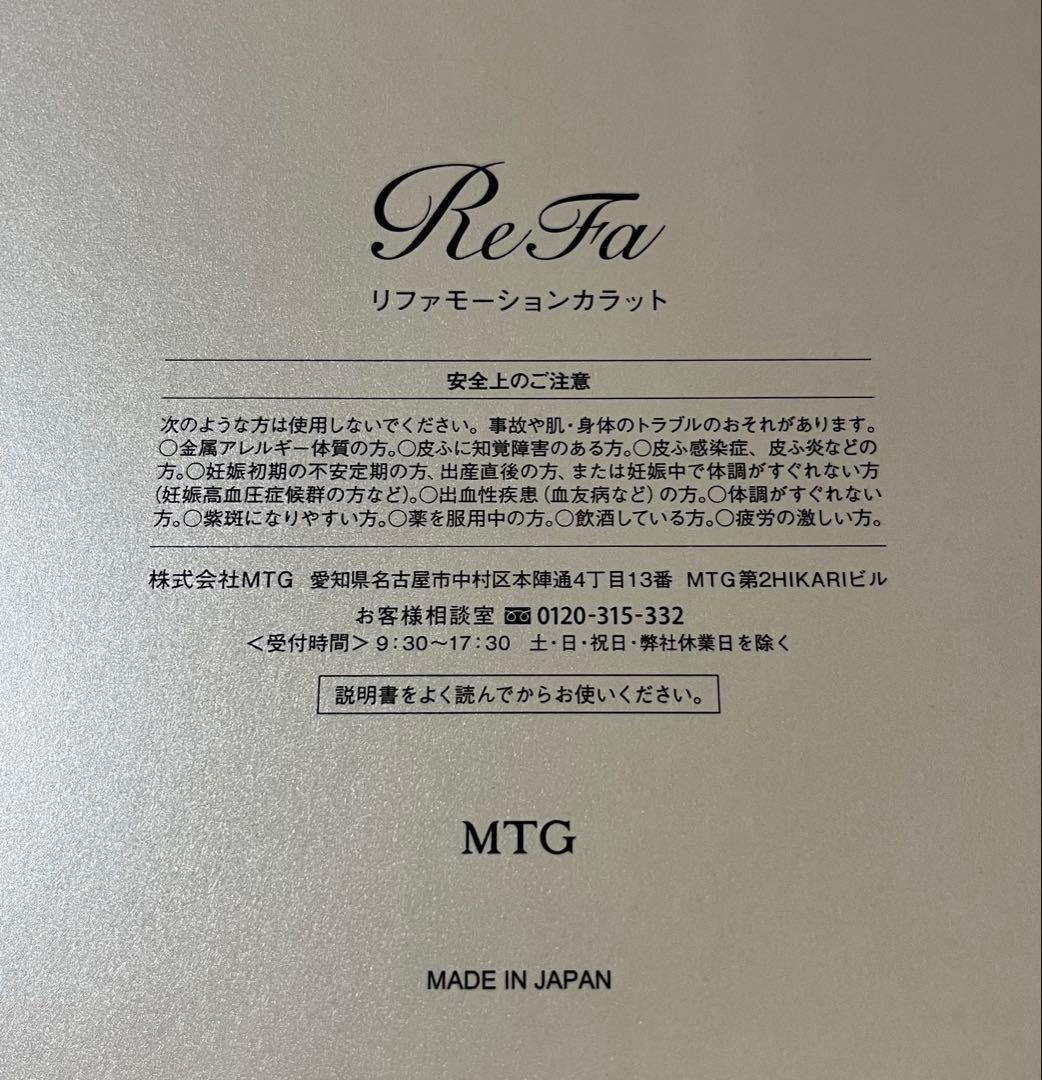 ReFa
リファモーションカラット
安全上のご注意
次のような方は使用しないでください。事故や肌・身体のトラブルのおそれがあります。
○金属アレルギー体質の方。○皮ふに知覚障害のある方。○皮ふ感染症、皮ふ炎などの
方。○妊娠初期の不安定期の方、出産直後の方、または妊娠中で体調がすぐれない方
(妊娠高血圧症候群の方など)。○出血性疾患(血友病など)の方。○体調がすぐれない
方。○紫斑になりやすい方。○薬を服用中の方。○飲酒している方。○疲労の激しい方。
株式会社MTG 愛知県名古屋市中村区本陣通4丁目13番 MTG第2HIKARIビル
お客様相談室 0120-315-332
<受付時間> 9:30〜17:30 土・日・祝日・弊社休業日を除く
説明書をよく読んでからお使いください。
MTG
MADE IN JAPAN